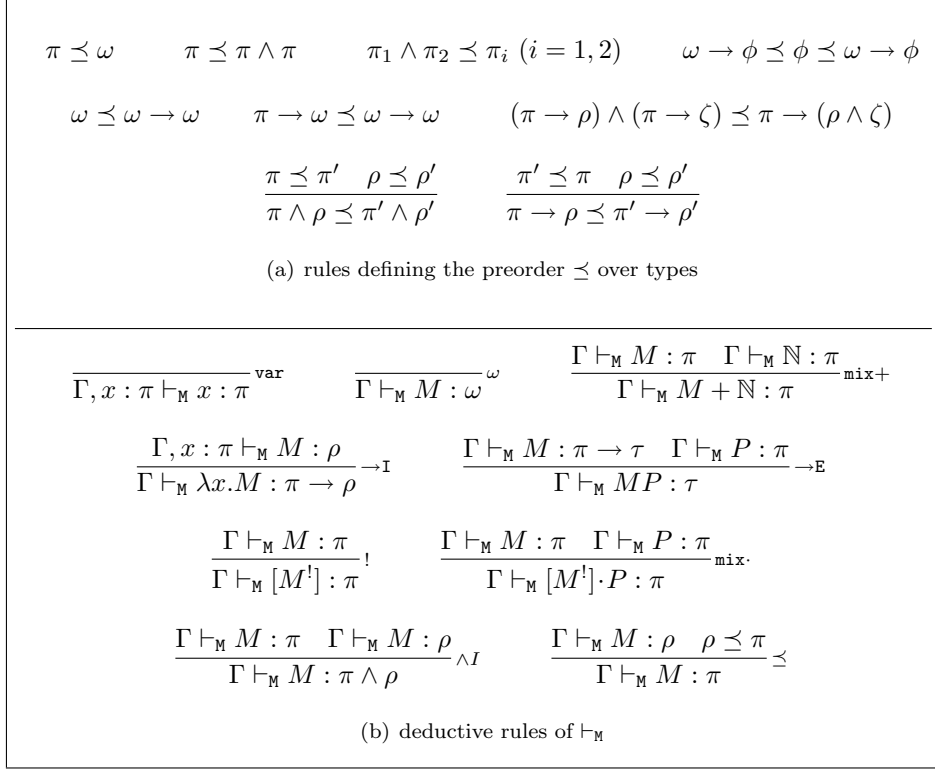 π ⪯ ω π ⪯ π ∧ π π₁ ∧ π₂ ⪯ πᵢ (i = 1, 2) ω → ϕ ⪯ ϕ ⪯ ω → ϕ
ω ⪯ ω → ω π → ω ⪯ ω → ω (π → ρ) ∧ (π → ζ) ⪯ π → (ρ ∧ ζ)
π ⪯ π′ ρ ⪯ ρ′ π′ ⪯ π ρ ⪯ ρ′
π ∧ ρ ⪯ π′ ∧ ρ′ π → ρ ⪯ π′ → ρ′
(a) rules defining the preorder ⪯ over types
Γ ⊢M M : π Γ ⊢M ℕ : π
Γ, x : π ⊢M x : π var Γ ⊢M M : ω ω Γ ⊢M M + ℕ : π mix+
Γ, x : π ⊢M M : ρ Γ ⊢M M : π → τ Γ ⊢M P : π
Γ ⊢M λx.M : π → ρ →I Γ ⊢M MP : τ →E
Γ ⊢M M : π Γ ⊢M M : π Γ ⊢M P : π
Γ ⊢M [M!] : π ! Γ ⊢M [M!]·P : π mix·
Γ ⊢M M : π Γ ⊢M M : ρ Γ ⊢M M : ρ ρ ⪯ π
Γ ⊢M M : π ∧ ρ ∧I Γ ⊢M M : π ⪯
(b) deductive rules of ⊢M